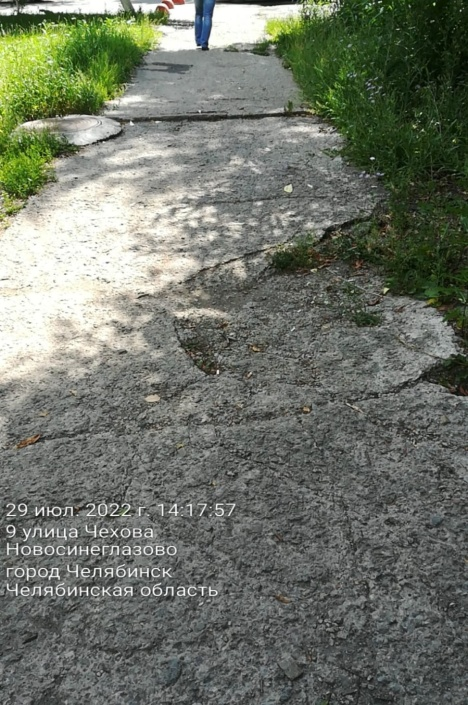 29 июл. 2022 г. 14:17:57
9 улица Чехова
Новосинеглазово
город Челябинск
Челябинская область